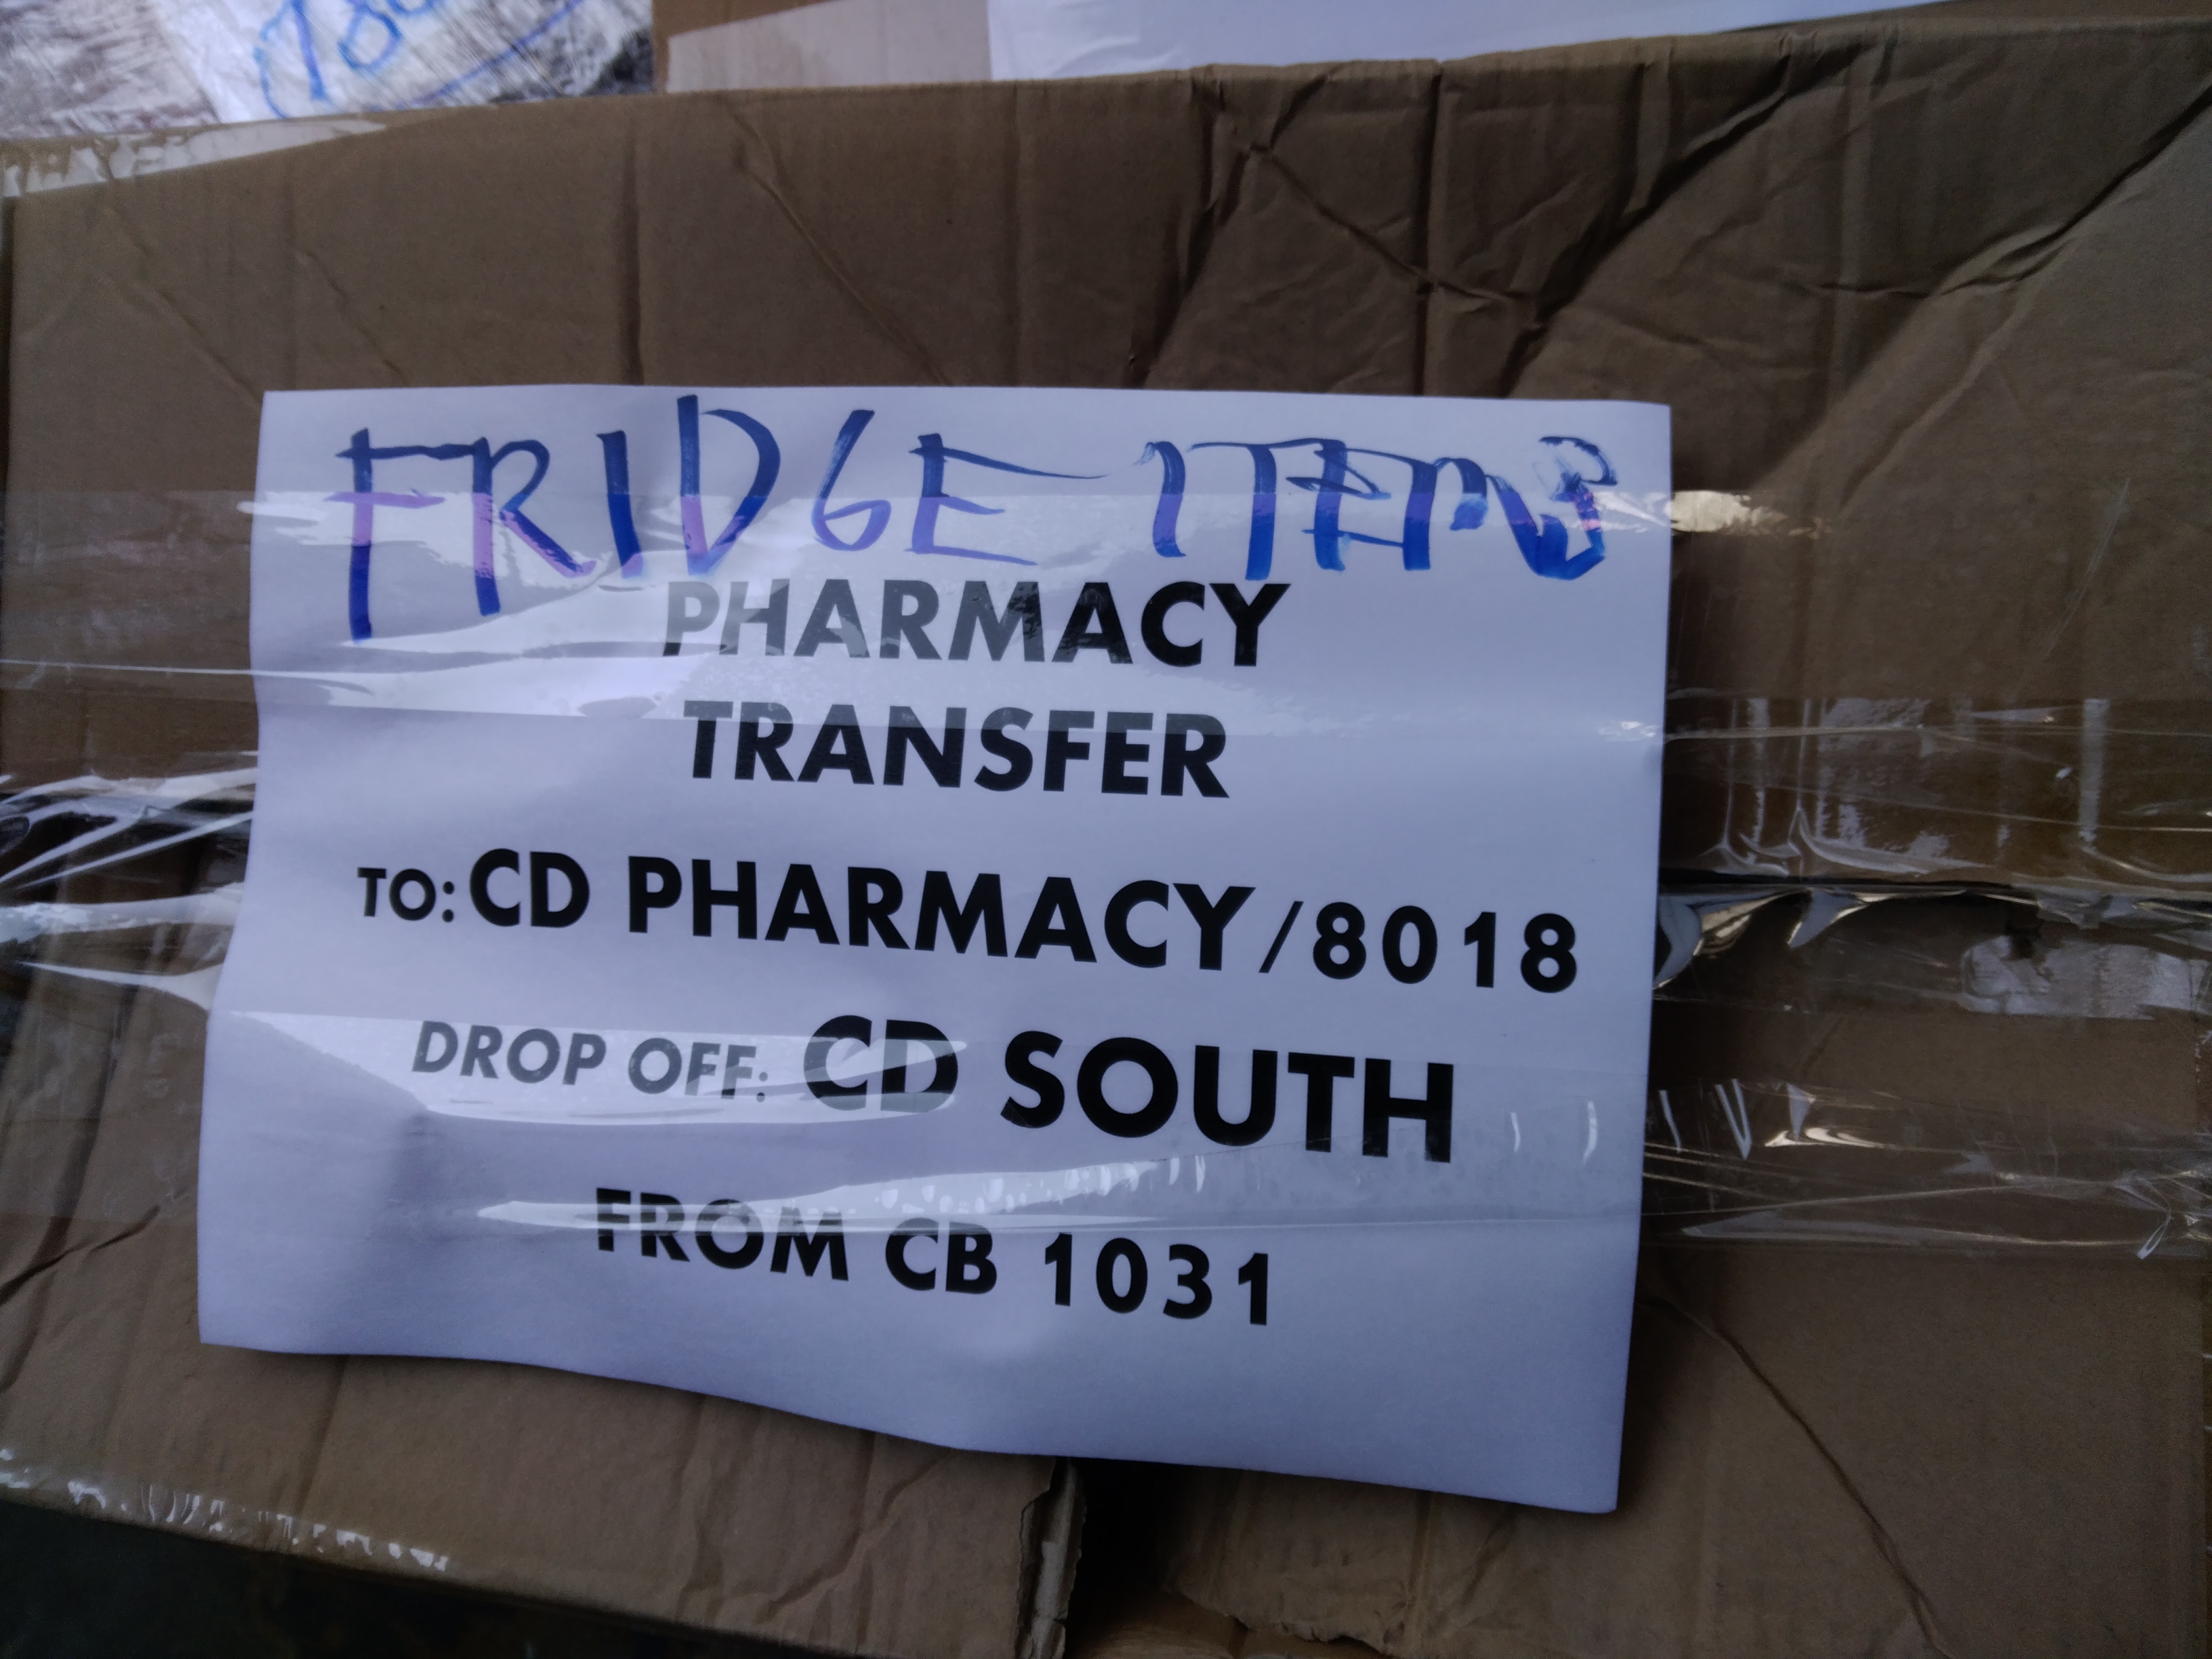 FRIDGE ITEMS
PHARMACY
TRANSFER
TO: CD PHARMACY/8018
DROP OFF: CD SOUTH
FROM CB 1031